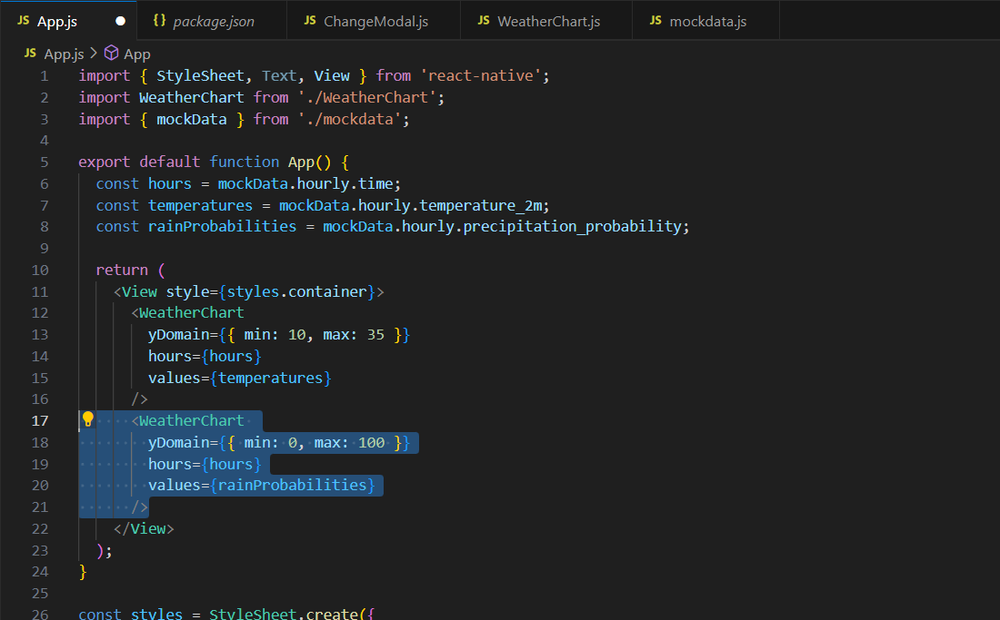 JS App.js {} package.json JS ChangeModal.js JS WeatherChart.js JS mockdata.js
JS App.js > App
1 import { StyleSheet, Text, View } from 'react-native';
2 import WeatherChart from './WeatherChart';
3 import { mockData } from './mockdata';
4
5 export default function App() {
6 const hours = mockData.hourly.time;
7 const temperatures = mockData.hourly.temperature_2m;
8 const rainProbabilities = mockData.hourly.precipitation_probability;
9
10 return (
11 <View style={styles.container}>
12 <WeatherChart
13 yDomain={{ min: 10, max: 35 }}
14 hours={hours}
15 values={temperatures}
16 />
17 <WeatherChart
18 yDomain={{ min: 0, max: 100 }}
19 hours={hours}
20 values={rainProbabilities}
21 />
22 </View>
23 );
24 }
25
26 const styles = StyleSheet.create({